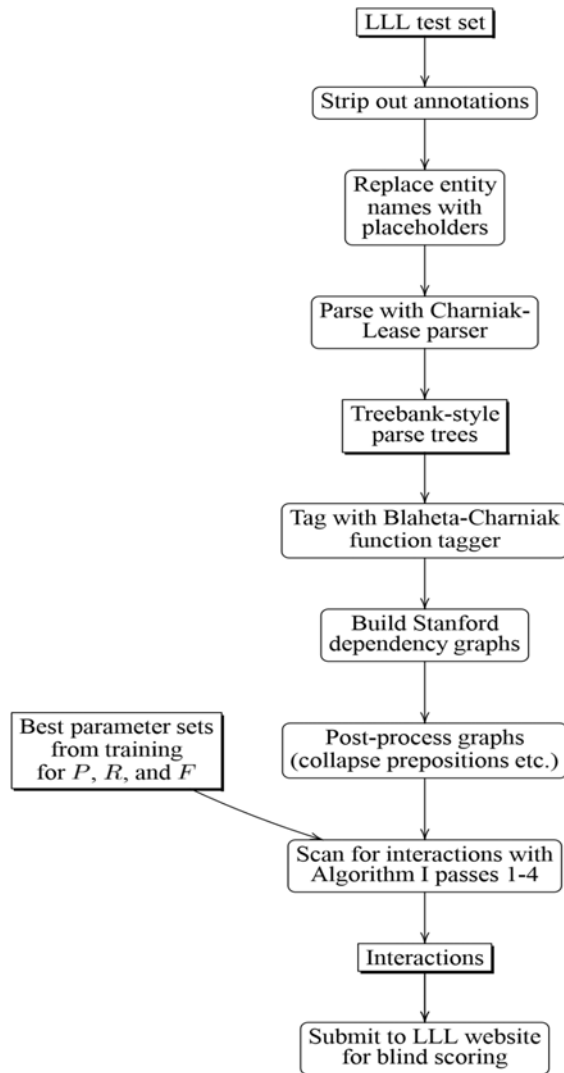 LLL test set
Strip out annotations
Replace entity
names with
placeholders
Parse with Charniak-
Lease parser
Treebank-style
parse trees
Tag with Blaheta-Charniak
function tagger
Build Stanford
dependency graphs
Best parameter sets
from training
for P, R, and F
Post-process graphs
(collapse prepositions etc.)
Scan for interactions with
Algorithm I passes 1-4
Interactions
Submit to LLL website
for blind scoring